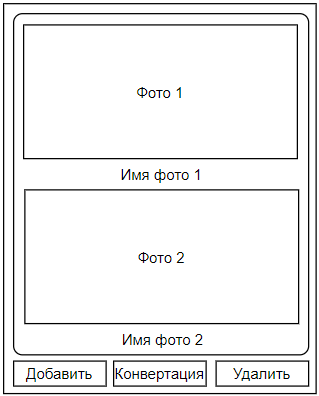 Фото 1
Имя фото 1
Фото 2
Имя фото 2
Добавить Конвертация Удалить